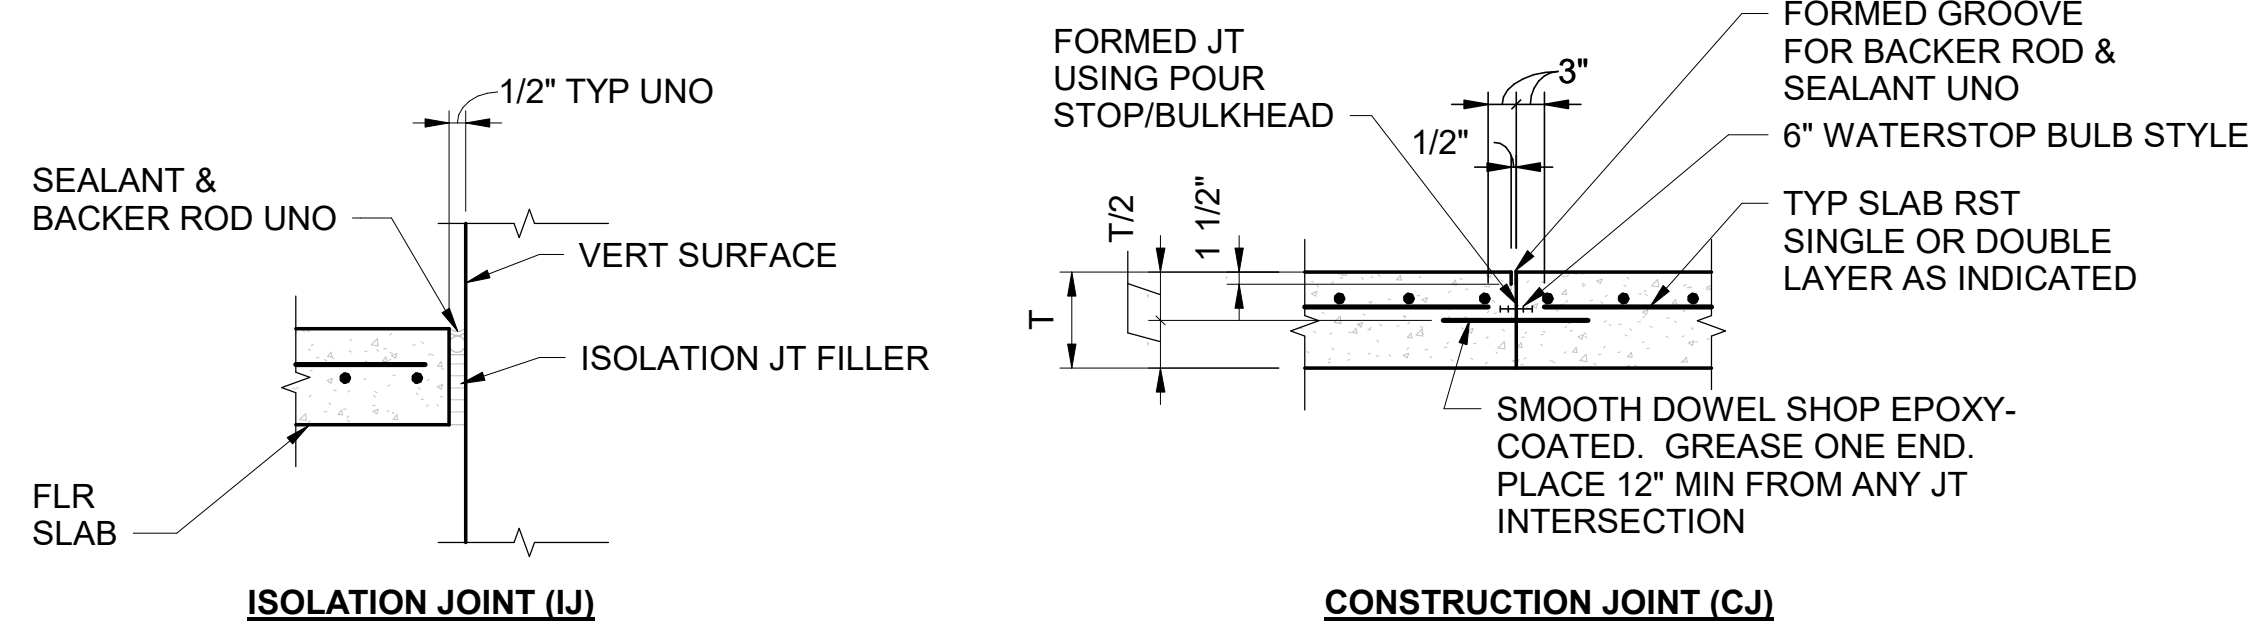 1/2" TYP UNO
SEALANT &
BACKER ROD UNO
VERT SURFACE
ISOLATION JT FILLER
FLR
SLAB
ISOLATION JOINT (IJ)
FORMED JT
USING POUR
STOP/BULKHEAD
3"
1/2"
FORMED GROOVE
FOR BACKER ROD &
SEALANT UNO
6" WATERSTOP BULB STYLE
TYP SLAB RST
SINGLE OR DOUBLE
LAYER AS INDICATED
T/2
1 1/2"
T
SMOOTH DOWEL SHOP EPOXY-
COATED. GREASE ONE END.
PLACE 12" MIN FROM ANY JT
INTERSECTION
CONSTRUCTION JOINT (CJ)